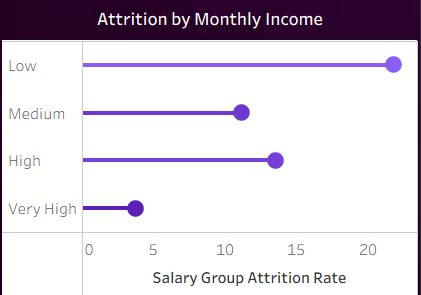 Attrition by Monthly Income
Low
Medium
High
Very High
0 5 10 15 20
Salary Group Attrition Rate